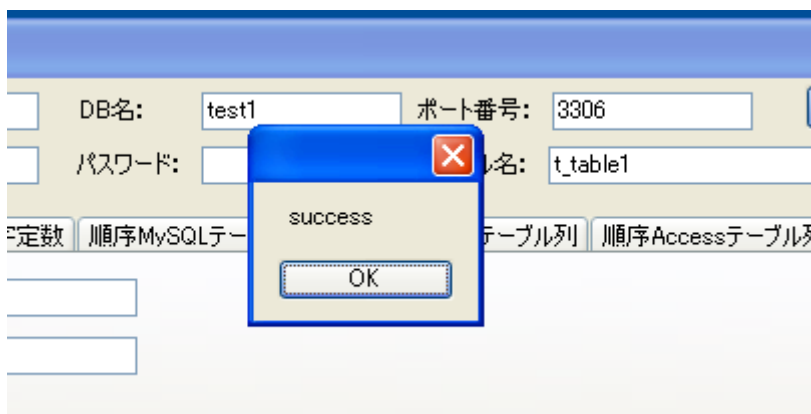 DB名: test1 ポート番号: 3306
パスワード: ル名: t_table1
success
字定数 順序MySQLテー テーブル列 順序Accessテーブル列
OK